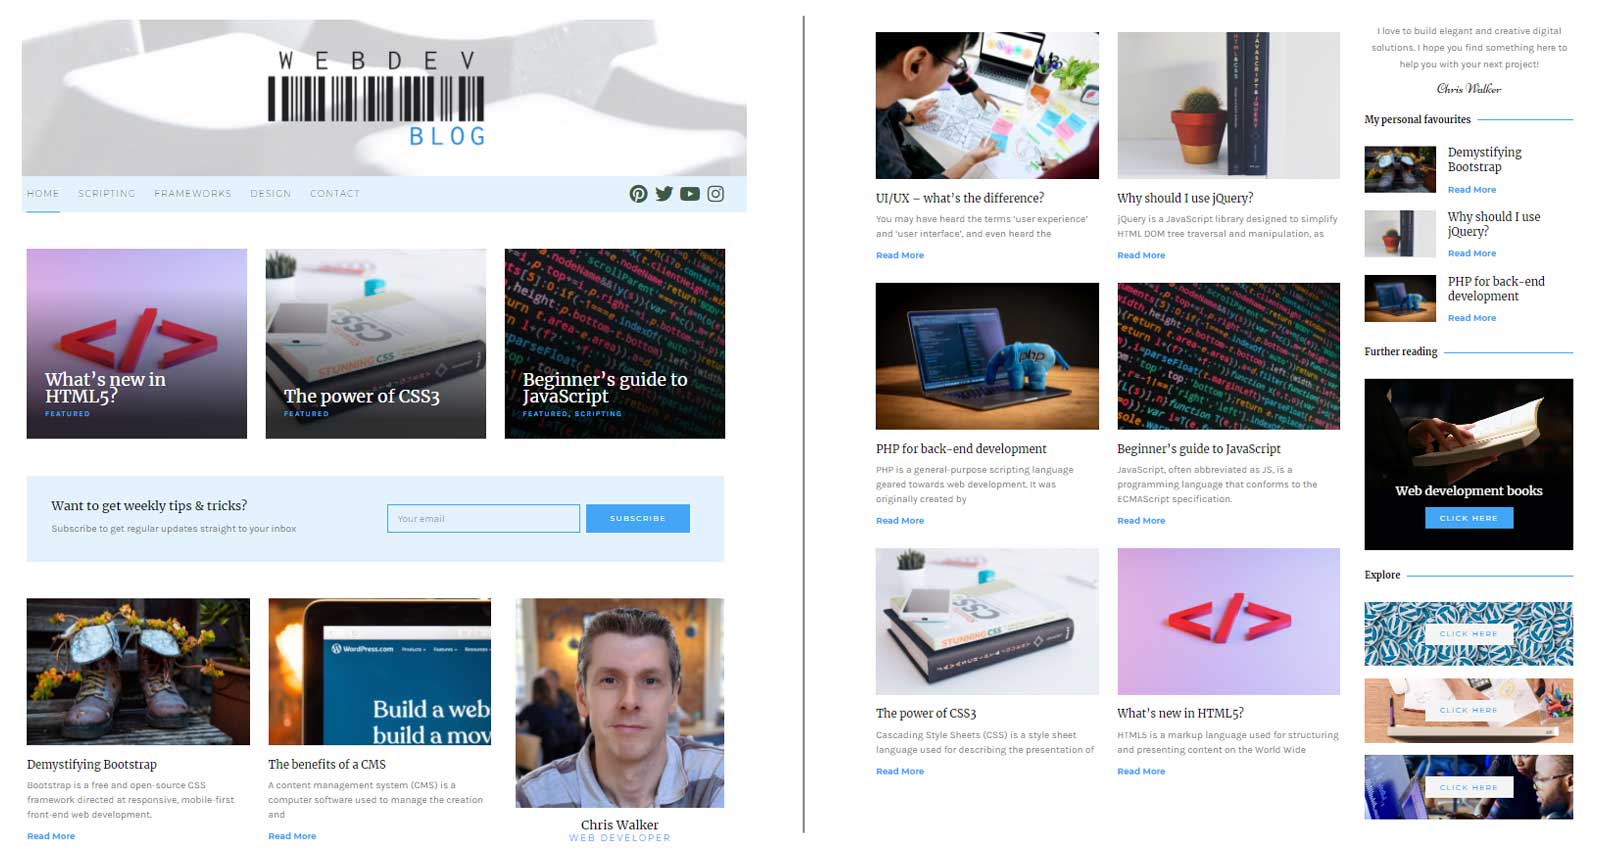 WEBDEV
BLOG
HOME SCRIPTING FRAMEWORKS DESIGN CONTACT
What's new in
HTML5?
FEATURED
STUNNING CSS
The power of CSS3
FEATURED
Beginner's guide to
JavaScript
FEATURED, SCRIPTING
Want to get weekly tips & tricks?
Subscribe to get regular updates straight to your inbox
Your email
SUBSCRIBE
Demystifying Bootstrap
Bootstrap is a free and open-source CSS
framework directed at responsive, mobile-first
front-end web development.
Read More
WordPress.com Products Features Resources
Build a web
build a mov
The benefits of a CMS
A content management system (CMS) is a
computer software used to manage the creation
and
Read More
Chris Walker
WEB DEVELOPER
UI/UX – what's the difference?
You may have heard the terms 'user experience'
and 'user interface', and even heard the
Read More
HTML & CSS
JAVASCRIPT & JQUERY
Why should I use jQuery?
jQuery is a JavaScript library designed to simplify
HTML DOM tree traversal and manipulation, as
Read More
php
PHP for back-end development
PHP is a general-purpose scripting language
geared towards web development. It was
originally created by
Read More
Beginner's guide to JavaScript
JavaScript, often abbreviated as JS, is a
programming language that conforms to the
ECMAScript specification.
Read More
STUNNING CSS
The power of CSS3
Cascading Style Sheets (CSS) is a style sheet
language used for describing the presentation of
Read More
What's new in HTML5?
HTML5 is a markup language used for structuring
and presenting content on the World Wide
Read More
I love to build elegant and creative digital
solutions. I hope you find something here to
help you with your next project!
Chris Walker
My personal favourites
Demystifying
Bootstrap
Read More
Why should I use
jQuery?
Read More
PHP for back-end
development
Read More
Further reading
Web development books
CLICK HERE
Explore
CLICK HERE
CLICK HERE
CLICK HERE